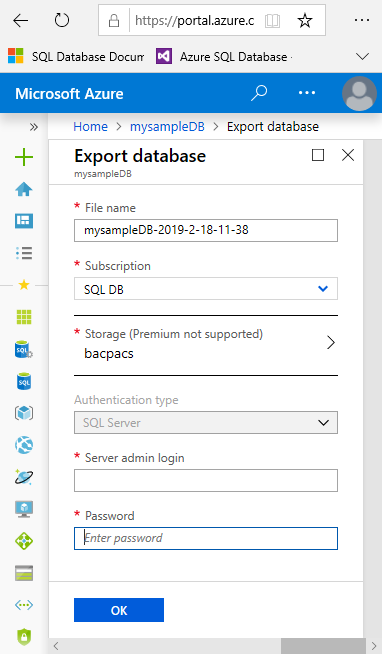 https://portal.azure.c
SQL Database Docum
Azure SQL Database
Microsoft Azure
Home > mysampleDB > Export database
Export database
mysampleDB
* File name
mysampleDB-2019-2-18-11-38
* Subscription
SQL DB
* Storage (Premium not supported)
bacpacs
Authentication type
SQL Server
* Server admin login
* Password
Enter password
OK